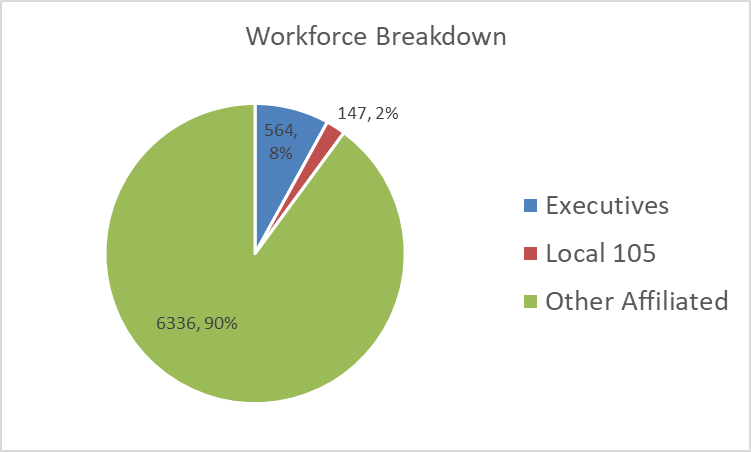 Workforce Breakdown
564,
8%
147, 2%
6336, 90%
Executives
Local 105
Other Affiliated